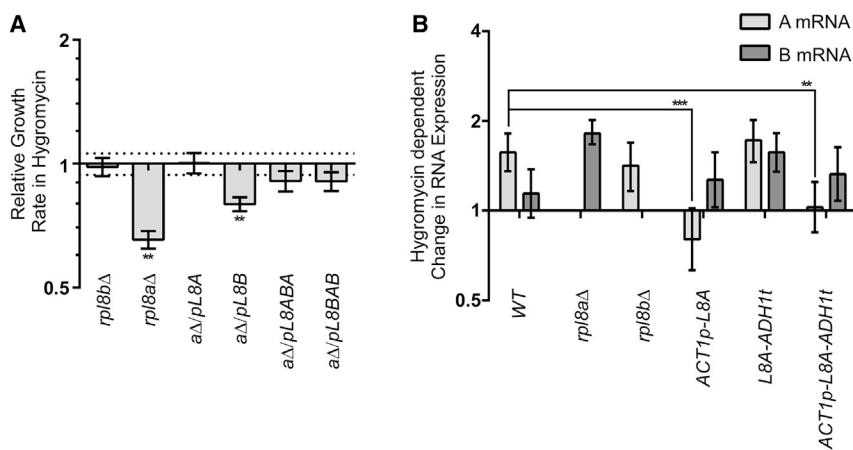 A
Relative Growth
Rate in Hygromycin
2
1
0.5
**
**
rpl8bΔ
rpl8aΔ
aΔ/pL8A
aΔ/pL8B
aΔ/pL8ABA
aΔ/pL8BAB
B
A mRNA
B mRNA
Hygromycin dependent
Change in RNA Expression
4
2
1
0.5
***
**
WT
rpl8aΔ
rpl8bΔ
ACT1p-L8A
L8A-ADH1t
ACT1p-L8A-ADH1t